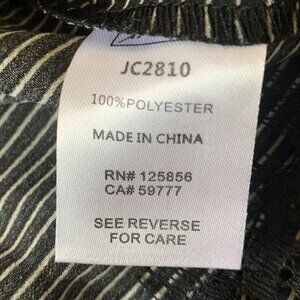 JC2810
100%POLYESTER
MADE IN CHINA
RN# 125856
CA# 59777
SEE REVERSE
FOR CARE